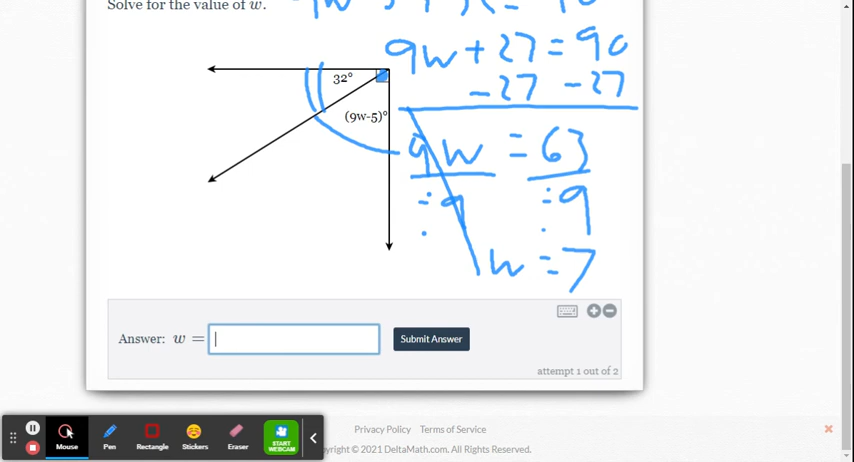 Solve for the value of w.
9w + 27 = 90
- 27 - 27
32°
(9w-5)°
9w = 63
÷9 ÷9
w = 7
Answer: w =
Submit Answer
attempt 1 out of 2
Privacy Policy Terms of Service
right © 2021 DeltaMath.com. All Rights Reserved.
Mouse Pen Rectangle Stickers Eraser START WEBCAM